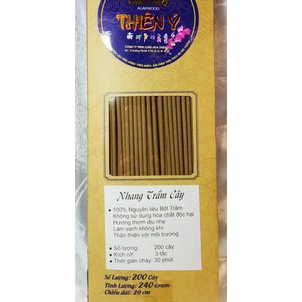 AGARWOOD
THIÊN Ý
Nhang Trầm Cây
100% Nguyên liệu Bột Trầm
Không sử dụng hoá chất độc hại
Hương thơm dịu nhẹ
Làm sạch không khí
Thân thiện với môi trường
Số lượng: 200 cây
Kích cỡ: 3 tấc
Thời gian cháy: 30 phút
Số Lượng: 200 Cây
Tịnh Lượng: 240 Gram
Chiều dài: 29 cm